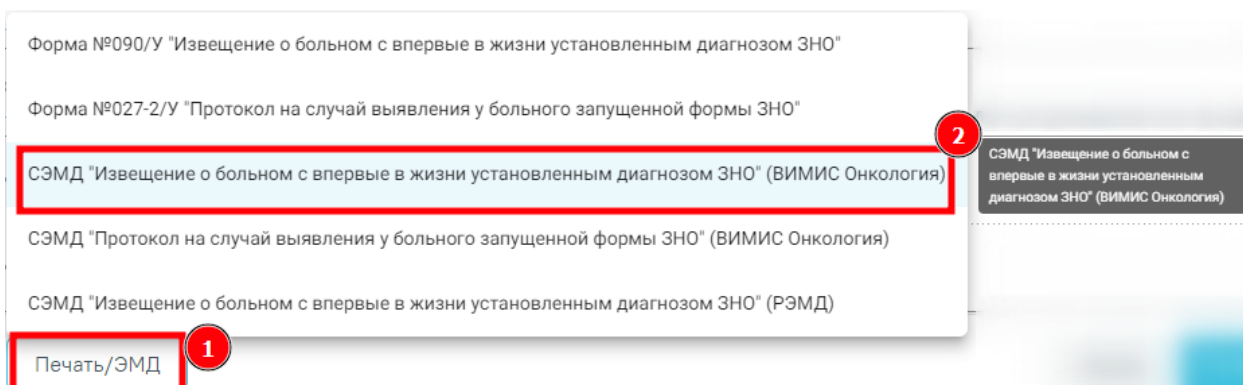 Форма №090/У "Извещение о больном с впервые в жизни установленным диагнозом ЗНО"
Форма №027-2/У "Протокол на случай выявления у больного запущенной формы ЗНО"
2
СЭМД "Извещение о больном с впервые в жизни установленным диагнозом ЗНО" (ВИМИС Онкология)
СЭМД "Извещение о больном с
впервые в жизни установленным
диагнозом ЗНО" (ВИМИС Онкология)
СЭМД "Протокол на случай выявления у больного запущенной формы ЗНО" (ВИМИС Онкология)
СЭМД "Извещение о больном с впервые в жизни установленным диагнозом ЗНО" (РЭМД)
1
Печать/ЭМД